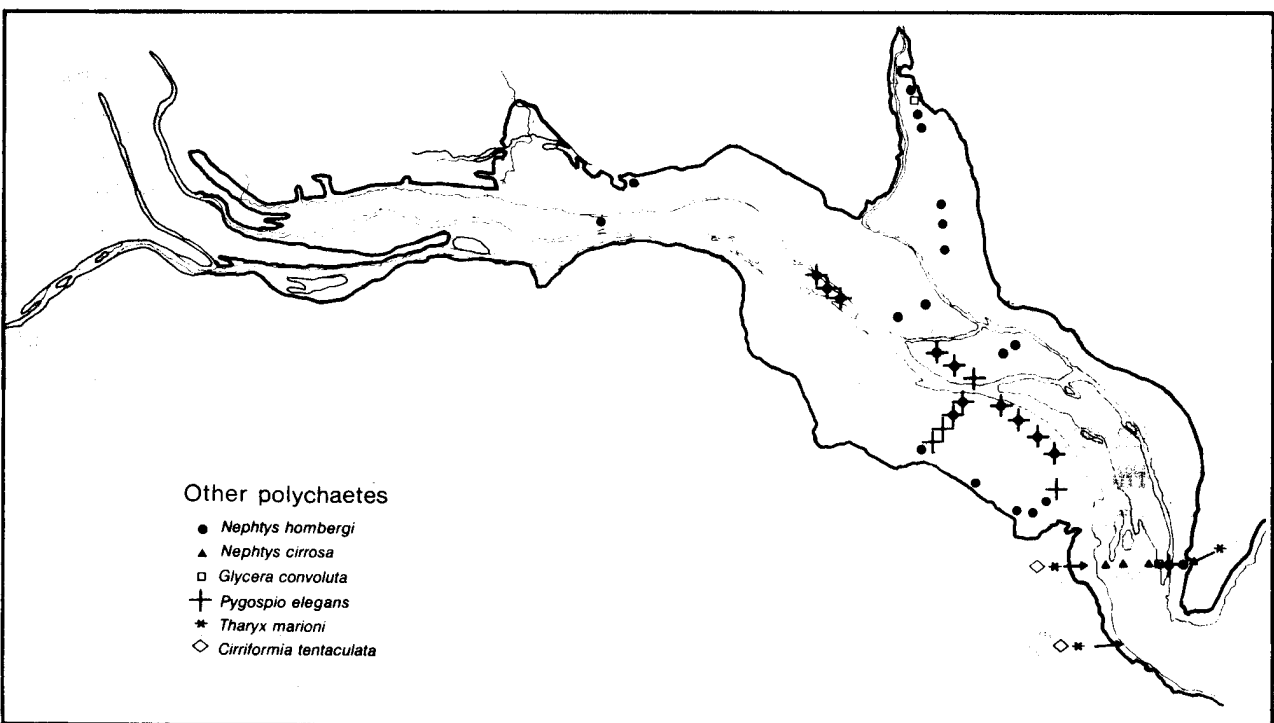 Other polychaetes
Nephtys hombergi
Nephtys cirrosa
Glycera convoluta
Pygospio elegans
Tharyx marioni
Cirriformia tentaculata